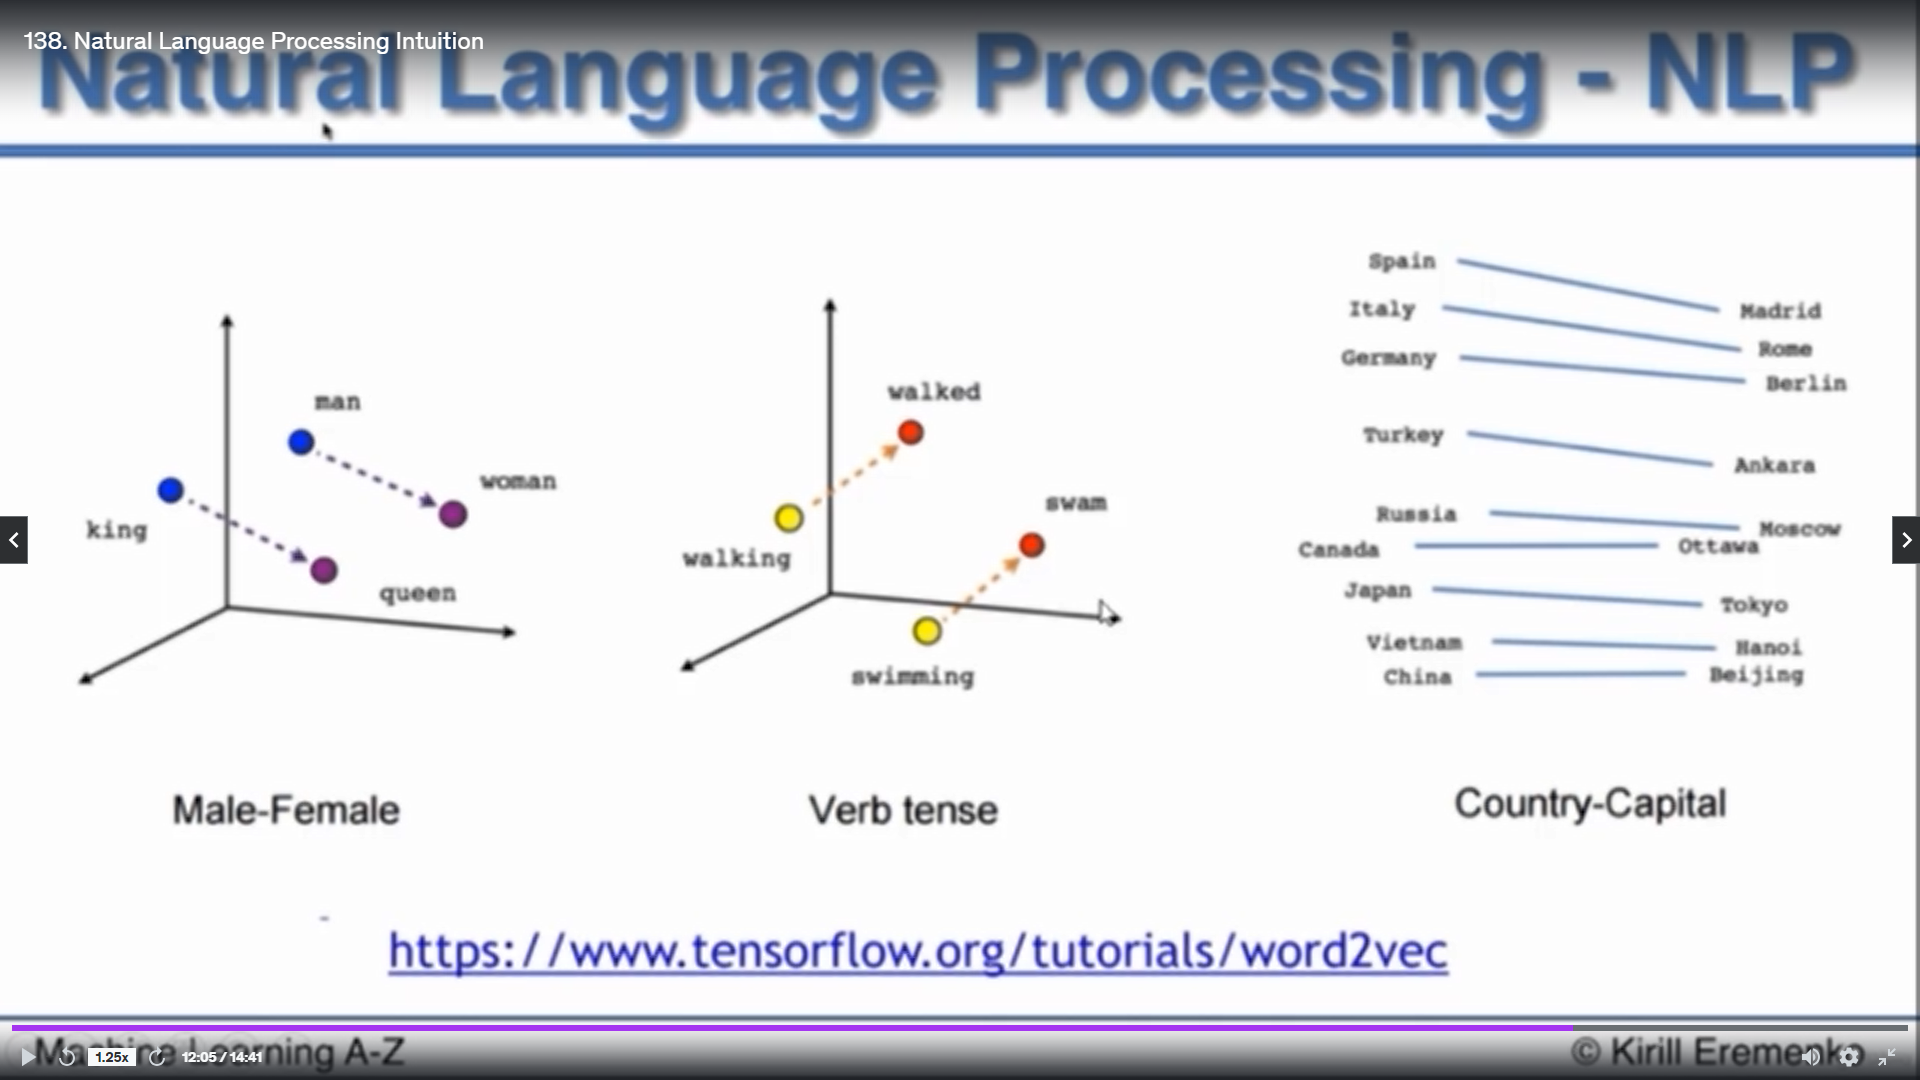 138. Natural Language Processing Intuition
Natural Language Processing - NLP
man
woman
king
queen
Male-Female
walked
swam
walking
swimming
Verb tense
Spain Madrid
Italy Rome
Germany Berlin
Turkey Ankara
Russia Moscow
Canada Ottawa
Japan Tokyo
Vietnam Hanoi
China Beijing
Country-Capital
https://www.tensorflow.org/tutorials/word2vec
Machine Learning A-Z
© Kirill Eremenko
1.25x
12:05 / 14:41